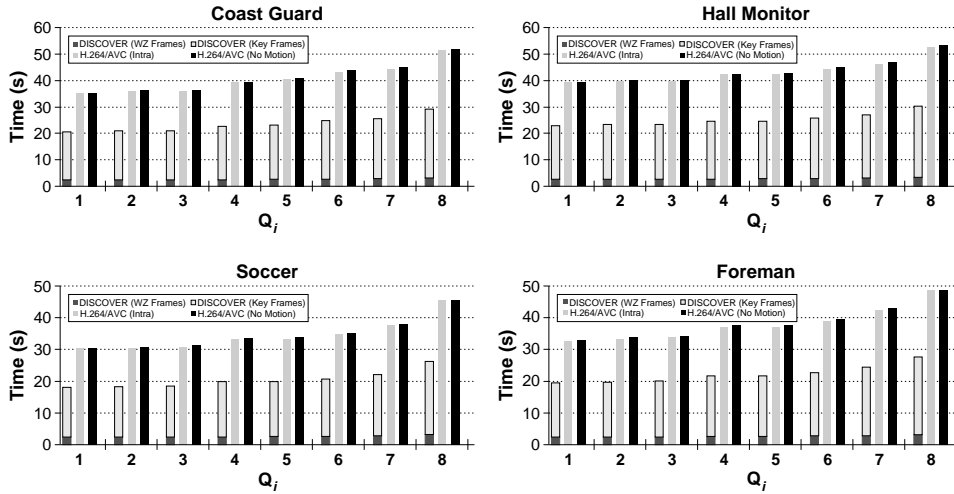 Coast Guard
Time (s)
60
50
40
30
20
10
0
DISCOVER (WZ Frames)
DISCOVER (Key Frames)
H.264/AVC (Intra)
H.264/AVC (No Motion)
1 2 3 4 5 6 7 8
Qi
Hall Monitor
Time (s)
60
50
40
30
20
10
0
DISCOVER (WZ Frames)
DISCOVER (Key Frames)
H.264/AVC (Intra)
H.264/AVC (No Motion)
1 2 3 4 5 6 7 8
Qi
Soccer
Time (s)
50
40
30
20
10
0
DISCOVER (WZ Frames)
DISCOVER (Key Frames)
H.264/AVC (Intra)
H.264/AVC (No Motion)
1 2 3 4 5 6 7 8
Qi
Foreman
Time (s)
50
40
30
20
10
0
DISCOVER (WZ Frames)
DISCOVER (Key Frames)
H.264/AVC (Intra)
H.264/AVC (No Motion)
1 2 3 4 5 6 7 8
Qi